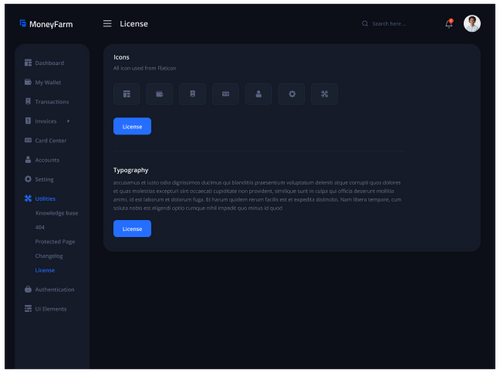 MoneyFarm
License
Search here ...
Dashboard
My Wallet
Transactions
Invoices
Card Center
Accounts
Setting
Utilities
Knowledge Base
404
Protected Page
Changelog
License
Authentication
UI Elements
Icons
All icon used from Flaticon
License
Typography
accusamus et iusto odio dignissimos ducimus qui blanditiis praesentium voluptatum deleniti atque corrupti quos dolores
et quas molestias excepturi sint occaecati cupiditate non provident, similique sunt in culpa qui officia deserunt mollitia
animi, id est laborum et dolorum fuga. Et harum quidem rerum facilis est et expedita distinctio. Nam libero tempore, cum
soluta nobis est eligendi optio cumque nihil impedit quo minus id quod
License